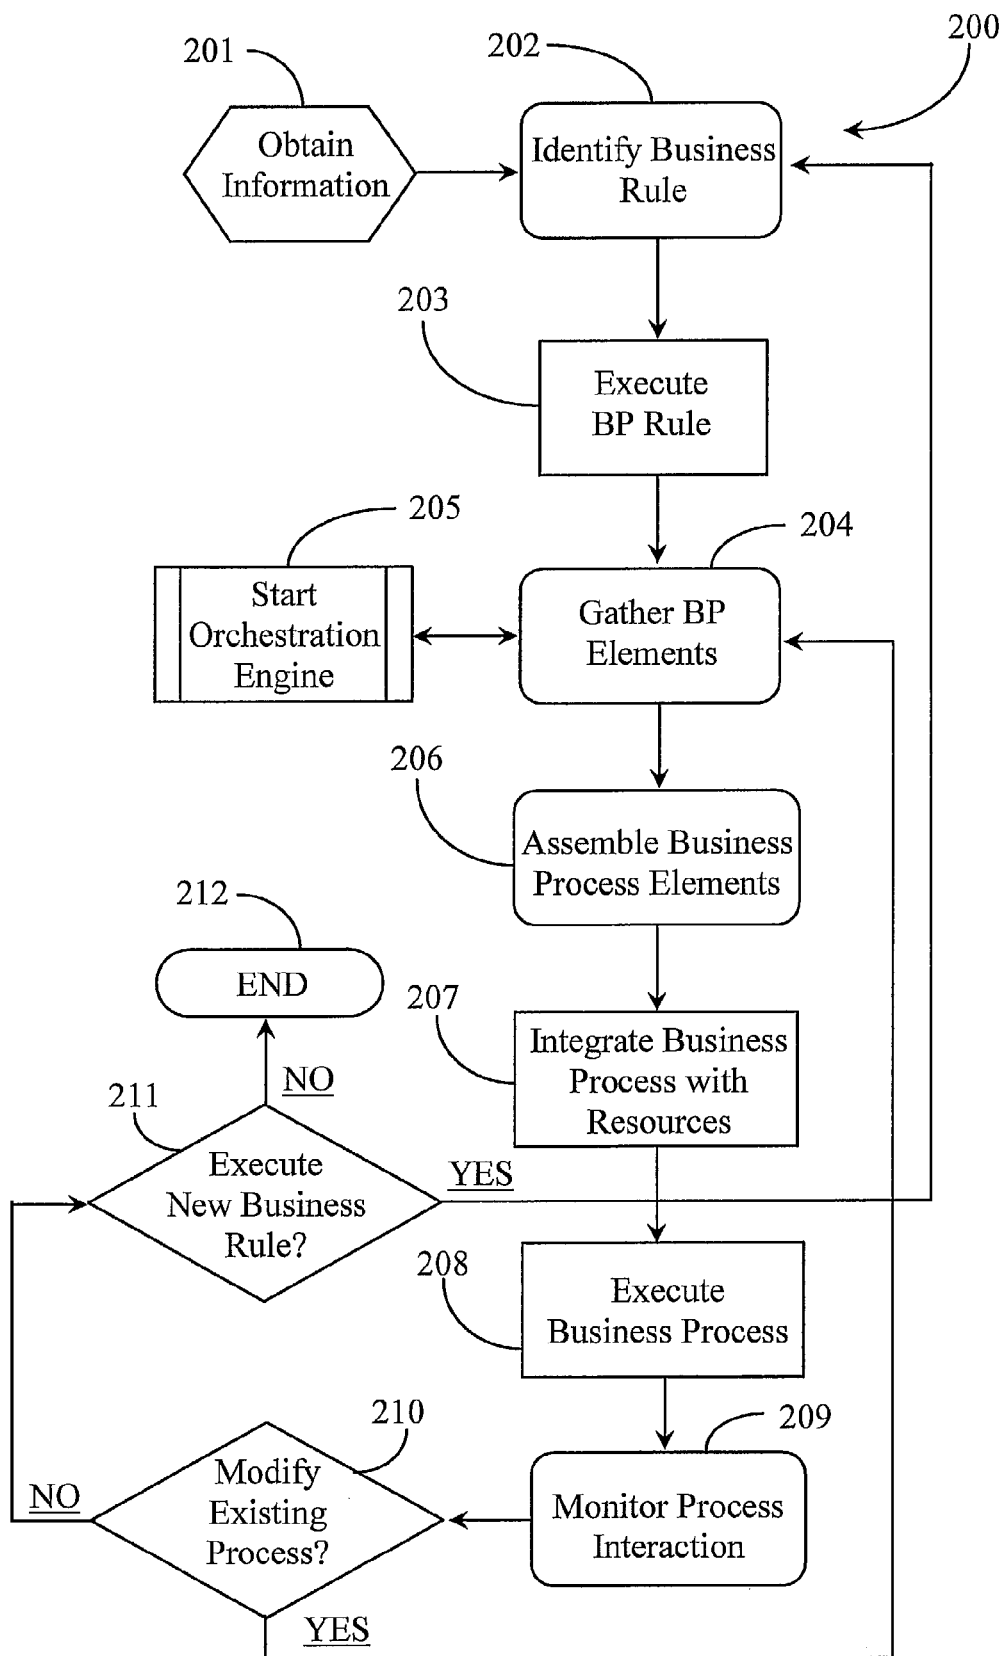 200
201
202
Obtain
Information
Identify Business
Rule
203
Execute
BP Rule
205
204
Start
Orchestration
Engine
Gather BP
Elements
206
Assemble Business
Process Elements
212
END
207
Integrate Business
Process with
Resources
NO
211
Execute
New Business
Rule?
YES
208
Execute
Business Process
210
209
Modify
Existing
Process?
NO
Monitor Process
Interaction
YES